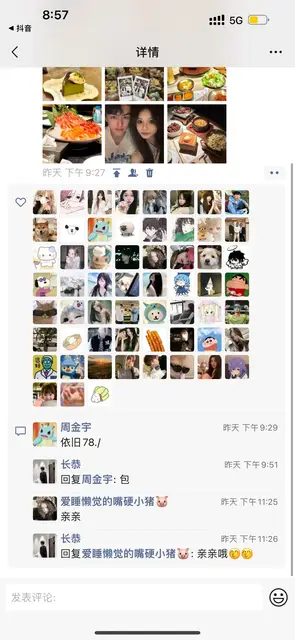 8:57
5G
抖音
详情
昨天 下午9:27
周金宇
昨天 下午9:29
依旧78./
长恭
昨天 下午9:51
回复周金宇: 包
爱睡懒觉的嘴硬小猪🐷
昨天 下午11:25
亲亲
长恭
昨天 下午11:26
回复爱睡懒觉的嘴硬小猪🐷: 亲亲哦🤭🤭
发表评论: